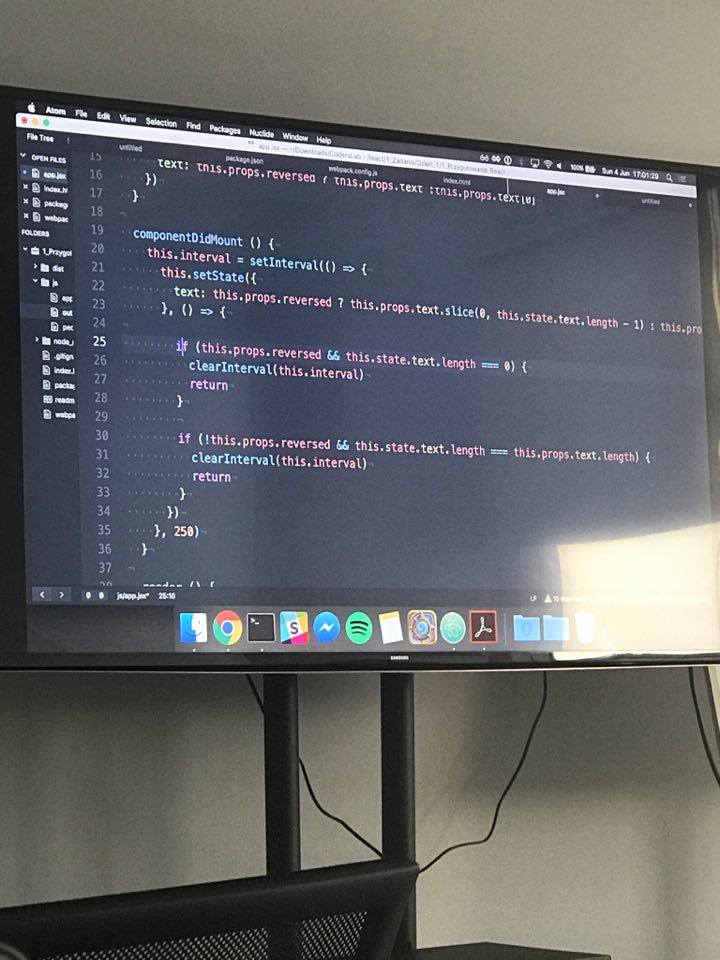 Atom File Edit View Selection Find Packages Nuclide Window Help 100% Sun 4 Jun 17:01:29
app.jsx — ~/Downloads/CodersLab - React/1_Zadania/Dzien_1/1_Przygotowanie React
File Tree
untitled package.json webpack.config.js index.html app.jsx untitled
OPEN FILES
app.jsx
index.h
packag
webpac
FOLDERS
1_Przygot
dist
js
app
out
node_
.gitign
index.
packa
readm
webpa
15 text: this.props.reversed ? this.props.text :this.props.text[0]
16 })
17 }
18
19 componentDidMount () {
20 this.interval = setInterval(() => {
21 this.setState({
22 text: this.props.reversed ? this.props.text.slice(0, this.state.text.length - 1) : this.pro
23 }, () => {
24
25 if (this.props.reversed && this.state.text.length === 0) {
26 clearInterval(this.interval)
27 return
28 }
29
30 if (!this.props.reversed && this.state.text.length === this.props.text.length) {
31 clearInterval(this.interval)
32 return
33 }
34 })
35 }, 250)
36 }
37
render () {
0 0 js/app.jsx* 25:10 LF
SAMSUNG